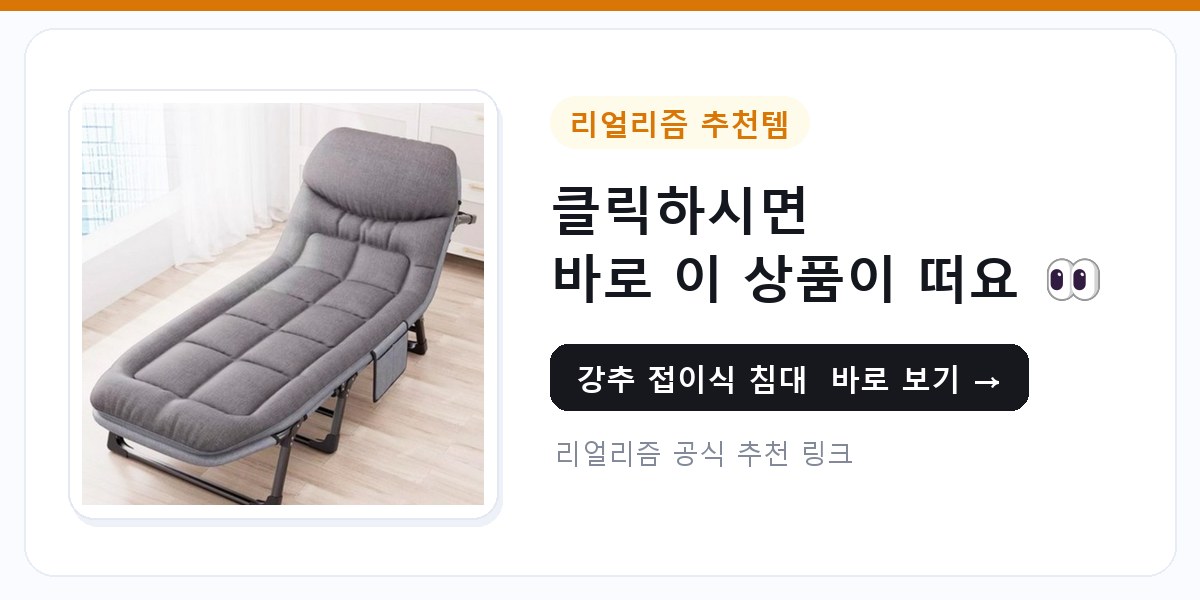 리얼리즘 추천템
클릭하시면
바로 이 상품이 떠요 👀
강추 접이식 침대 바로 보기 →
리얼리즘 공식 추천 링크